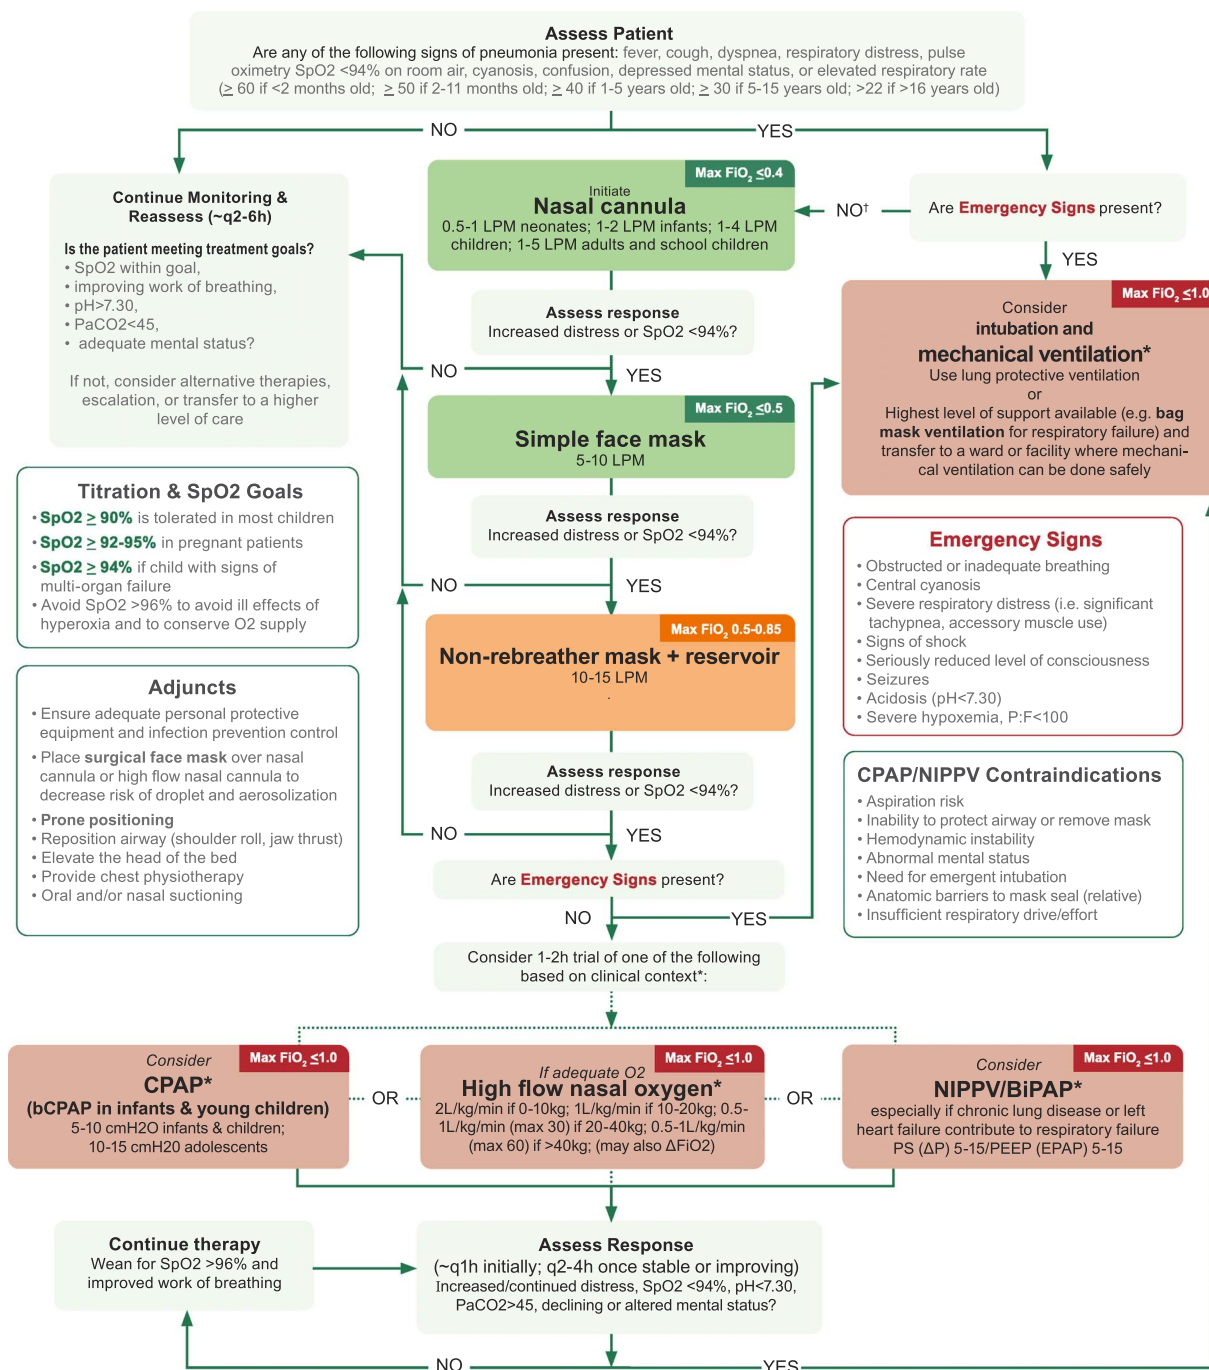 Assess Patient
Are any of the following signs of pneumonia present: fever, cough, dyspnea, respiratory distress, pulse
oximetry SpO2 <94% on room air, cyanosis, confusion, depressed mental status, or elevated respiratory rate
(≥ 60 if <2 months old; ≥ 50 if 2-11 months old; ≥ 40 if 1-5 years old; ≥ 30 if 5-15 years old; >22 if >16 years old)
NO
YES
Continue Monitoring &
Reassess (~q2-6h)
Is the patient meeting treatment goals?
• SpO2 within goal,
• improving work of breathing,
• pH>7.30,
• PaCO2<45,
• adequate mental status?
If not, consider alternative therapies,
escalation, or transfer to a higher
level of care
Max FiO₂ ≤0.4
Initiate
Nasal cannula
0.5-1 LPM neonates; 1-2 LPM infants; 1-4 LPM
children; 1-5 LPM adults and school children
NO†
Are Emergency Signs present?
YES
Assess response
Increased distress or SpO2 <94%?
NO
YES
Max FiO₂ ≤1.0
Consider
intubation and
mechanical ventilation*
Use lung protective ventilation
or
Highest level of support available (e.g. bag
mask ventilation for respiratory failure) and
transfer to a ward or facility where mechani-
cal ventilation can be done safely
Max FiO₂ ≤0.5
Simple face mask
5-10 LPM
Assess response
Increased distress or SpO2 <94%?
NO
YES
Titration & SpO2 Goals
• SpO2 ≥ 90% is tolerated in most children
• SpO2 ≥ 92-95% in pregnant patients
• SpO2 ≥ 94% if child with signs of
multi-organ failure
• Avoid SpO2 >96% to avoid ill effects of
hyperoxia and to conserve O2 supply
Emergency Signs
• Obstructed or inadequate breathing
• Central cyanosis
• Severe respiratory distress (i.e. significant
tachypnea, accessory muscle use)
• Signs of shock
• Seriously reduced level of consciousness
• Seizures
• Acidosis (pH<7.30)
• Severe hypoxemia, P:F<100
Max FiO₂ 0.5-0.85
Non-rebreather mask + reservoir
10-15 LPM
.
Adjuncts
• Ensure adequate personal protective
equipment and infection prevention control
• Place surgical face mask over nasal
cannula or high flow nasal cannula to
decrease risk of droplet and aerosolization
• Prone positioning
• Reposition airway (shoulder roll, jaw thrust)
• Elevate the head of the bed
• Provide chest physiotherapy
• Oral and/or nasal suctioning
Assess response
Increased distress or SpO2 <94%?
NO
YES
CPAP/NIPPV Contraindications
• Aspiration risk
• Inability to protect airway or remove mask
• Hemodynamic instability
• Abnormal mental status
• Need for emergent intubation
• Anatomic barriers to mask seal (relative)
• Insufficient respiratory drive/effort
Are Emergency Signs present?
NO
YES
Consider 1-2h trial of one of the following
based on clinical context*:
Max FiO₂ ≤1.0
Consider
CPAP*
(bCPAP in infants & young children)
5-10 cmH2O infants & children;
10-15 cmH20 adolescents
OR
Max FiO₂ ≤1.0
If adequate O2
High flow nasal oxygen*
2L/kg/min if 0-10kg; 1L/kg/min if 10-20kg; 0.5-
1L/kg/min (max 30) if 20-40kg; 0.5-1L/kg/min
(max 60) if >40kg; (may also ΔFiO2)
OR
Max FiO₂ ≤1.0
Consider
NIPPV/BiPAP*
especially if chronic lung disease or left
heart failure contribute to respiratory failure
PS (ΔP) 5-15/PEEP (EPAP) 5-15
Continue therapy
Wean for SpO2 >96% and
improved work of breathing
Assess Response
(~q1h initially; q2-4h once stable or improving)
Increased/continued distress, SpO2 <94%, pH<7.30,
PaCO2>45, declining or altered mental status?
NO
YES